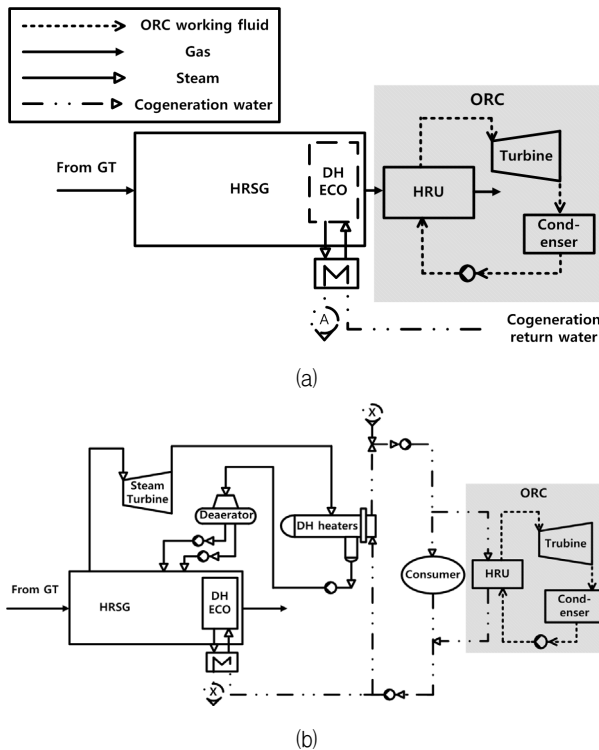 ORC working fluid
Gas
Steam
Cogeneration water
ORC
From GT
HRSG
DH
ECO
HRU
Turbine
Cond-
enser
A
Cogeneration
return water
(a)
X
Steam
Turbine
Deaerator
DH heaters
ORC
Trubine
From GT
HRSG
DH
ECO
Consumer
HRU
Cond-
enser
X
(b)